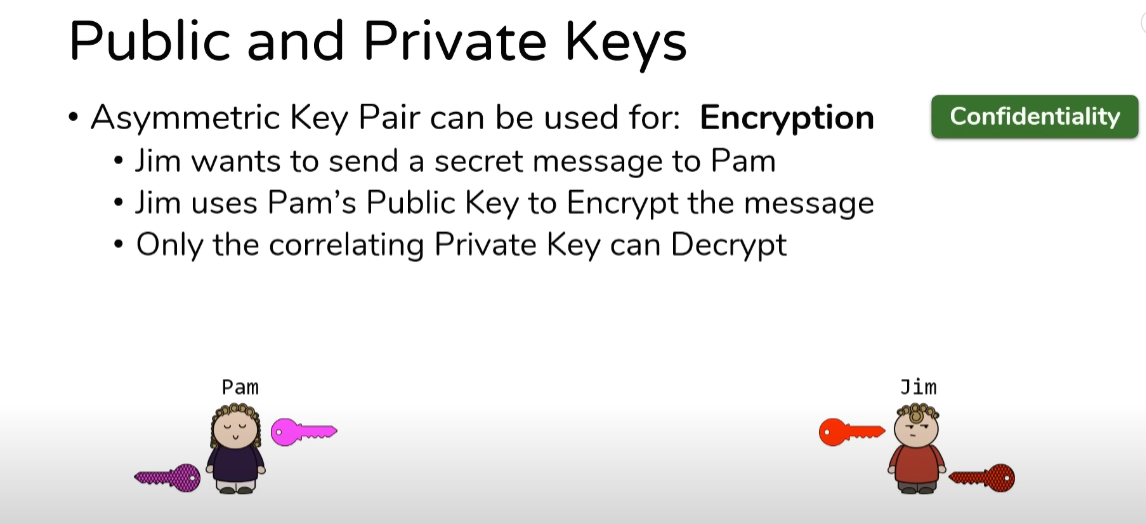 Public and Private Keys
• Asymmetric Key Pair can be used for: Encryption
Confidentiality
• Jim wants to send a secret message to Pam
• Jim uses Pam's Public Key to Encrypt the message
• Only the correlating Private Key can Decrypt
Pam
Jim